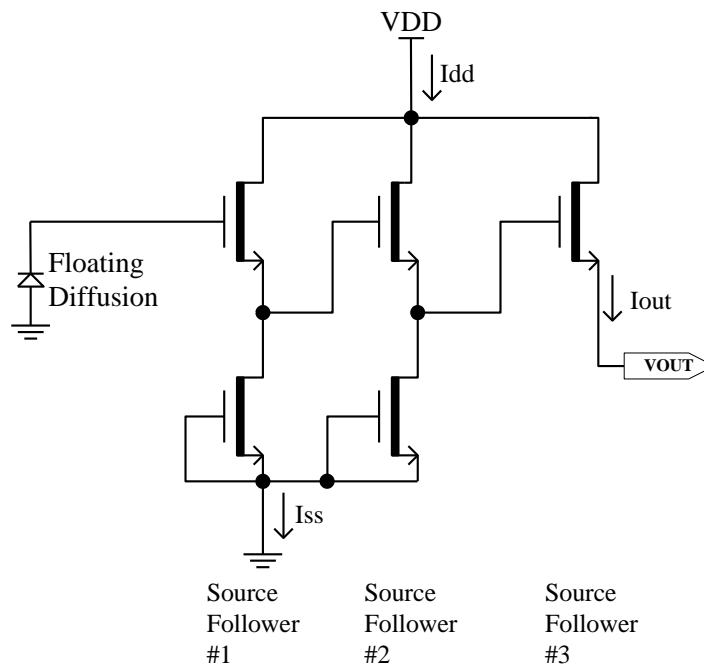 VDD
Idd
Floating
Diffusion
Iout
VOUT
Iss
Source
Follower
#1
Source
Follower
#2
Source
Follower
#3